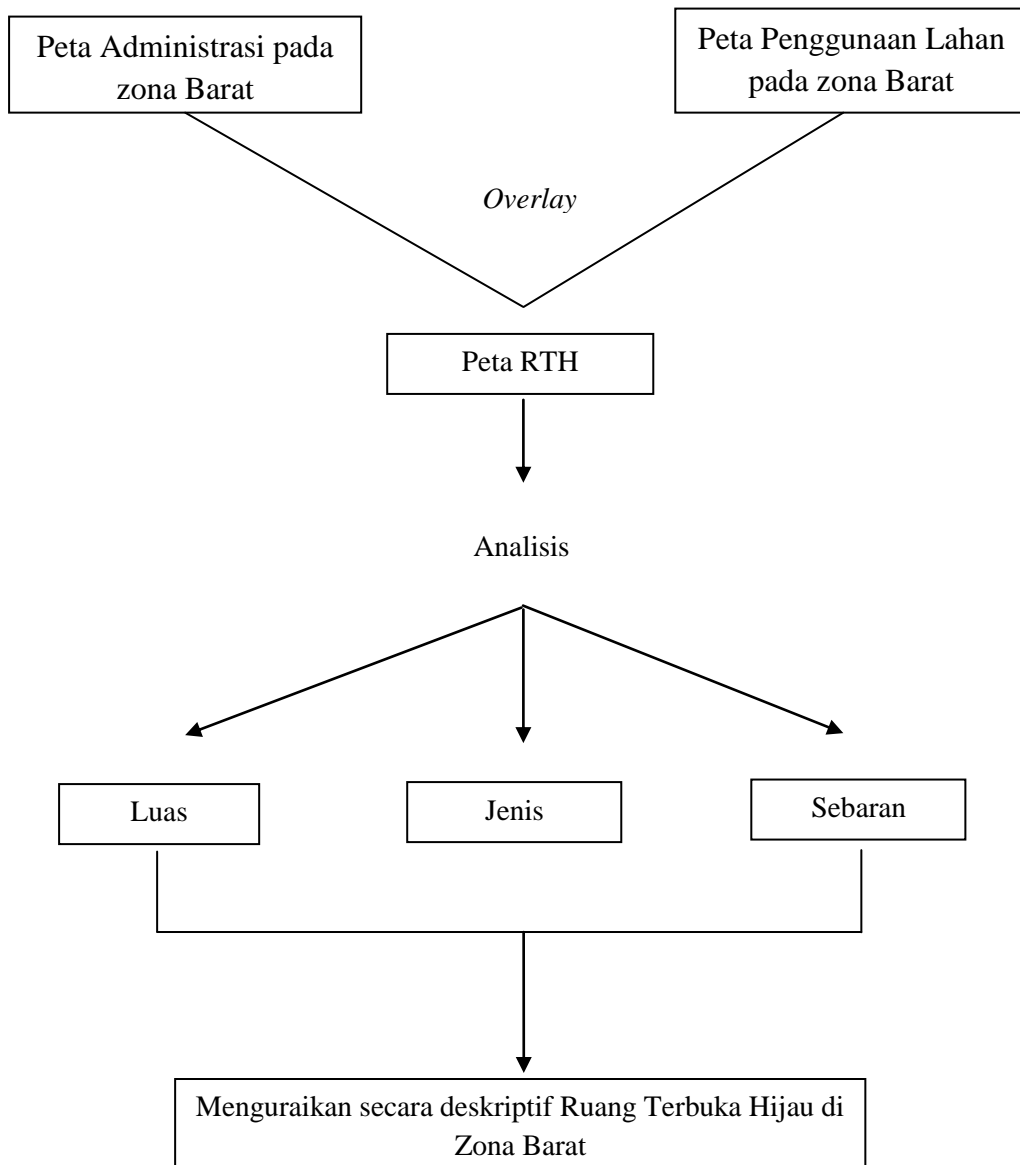 Peta Administrasi pada
zona Barat
Peta Penggunaan Lahan
pada zona Barat
Overlay
Peta RTH
Analisis
Luas
Jenis
Sebaran
Menguraikan secara deskriptif Ruang Terbuka Hijau di
Zona Barat